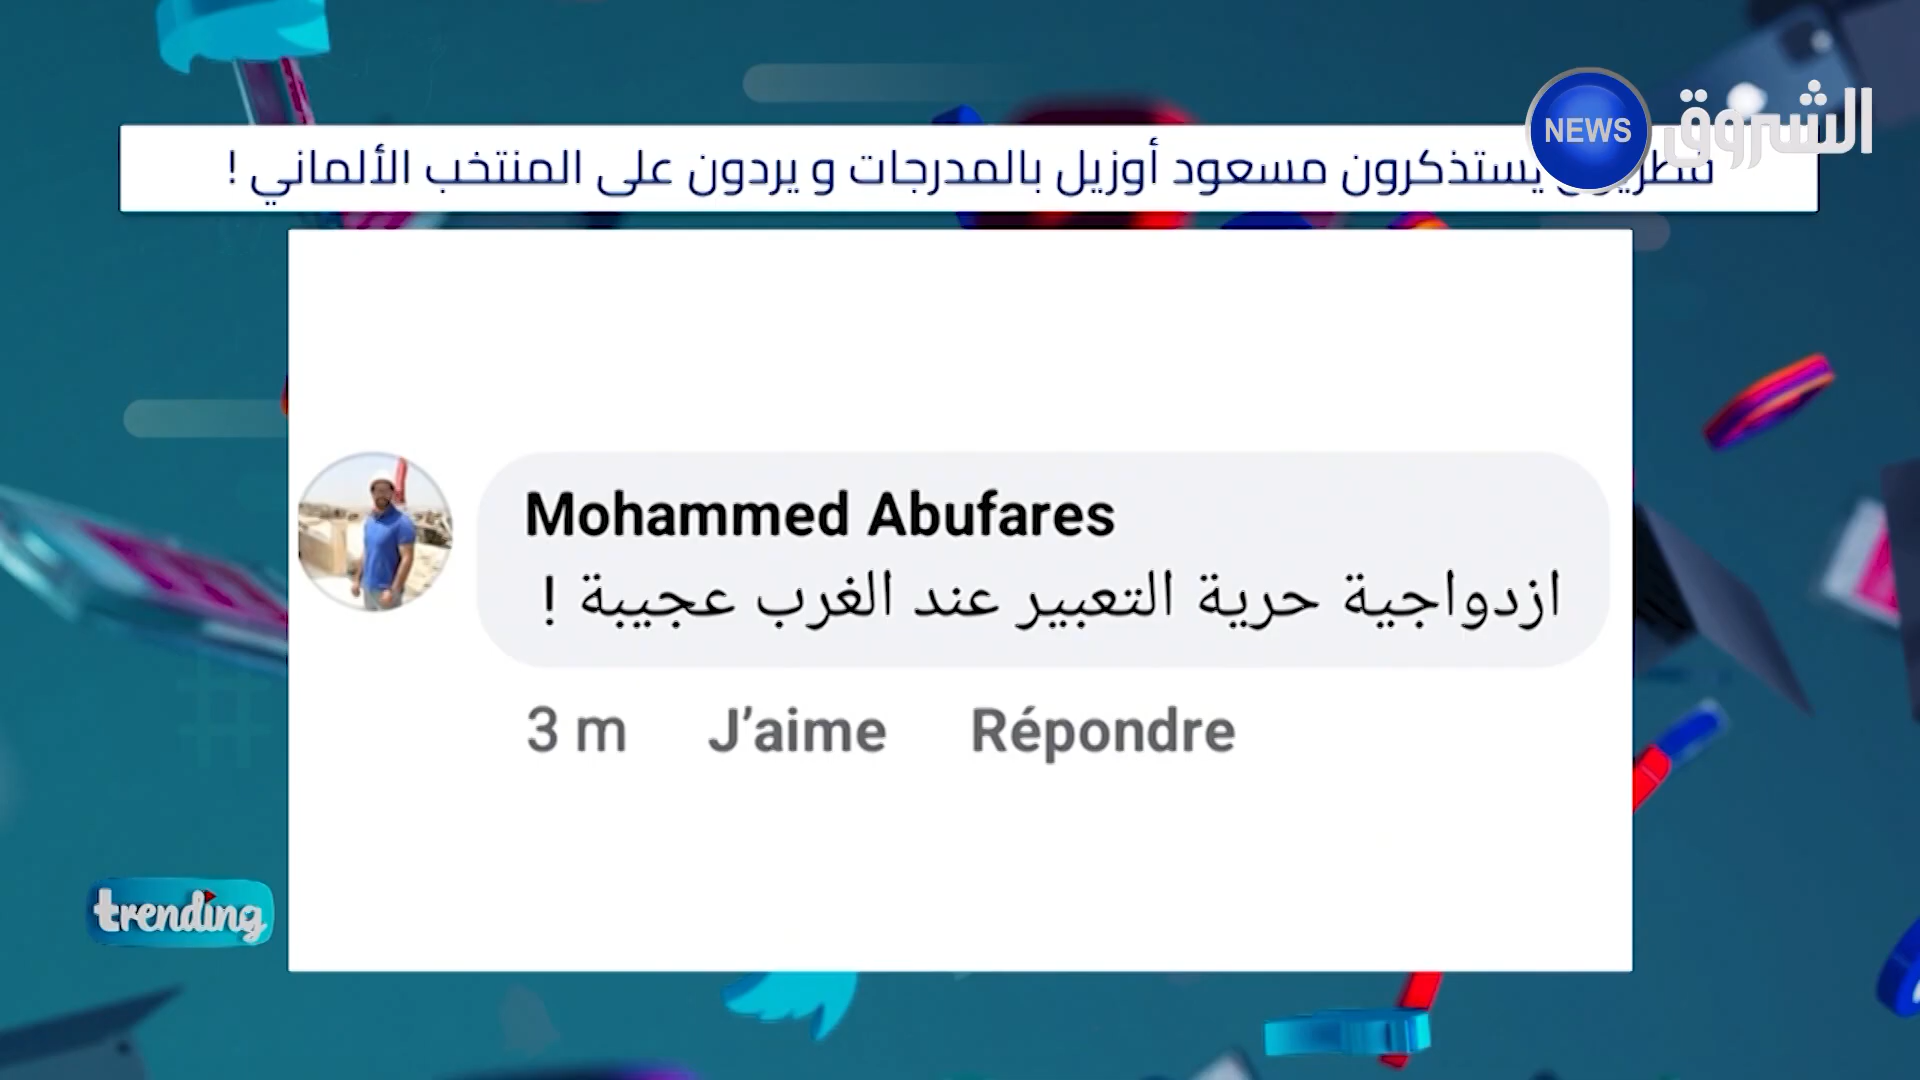 الشروق
NEWS
يستذكرون مسعود أوزيل بالمدرجات و يردون على المنتخب الألماني !
Mohammed Abufares
ازدواجية حرية التعبير عند الغرب عجيبة !
3 m J’aime Répondre
trending